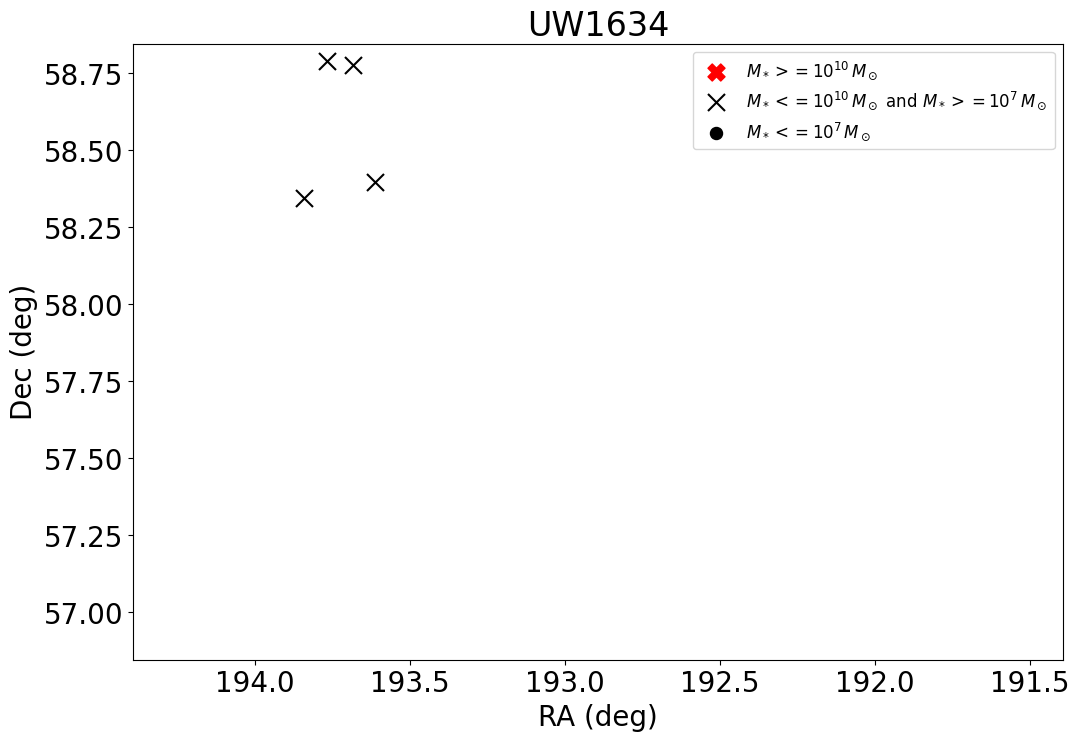 UW1634
$M_* >= 10^{10} M_\odot$
$M_* <= 10^{10} M_\odot$ and $M_* >= 10^7 M_\odot$
$M_* <= 10^7 M_\odot$
58.75
58.50
58.25
58.00
57.75
57.50
57.25
57.00
Dec (deg)
194.0 193.5 193.0 192.5 192.0 191.5
RA (deg)